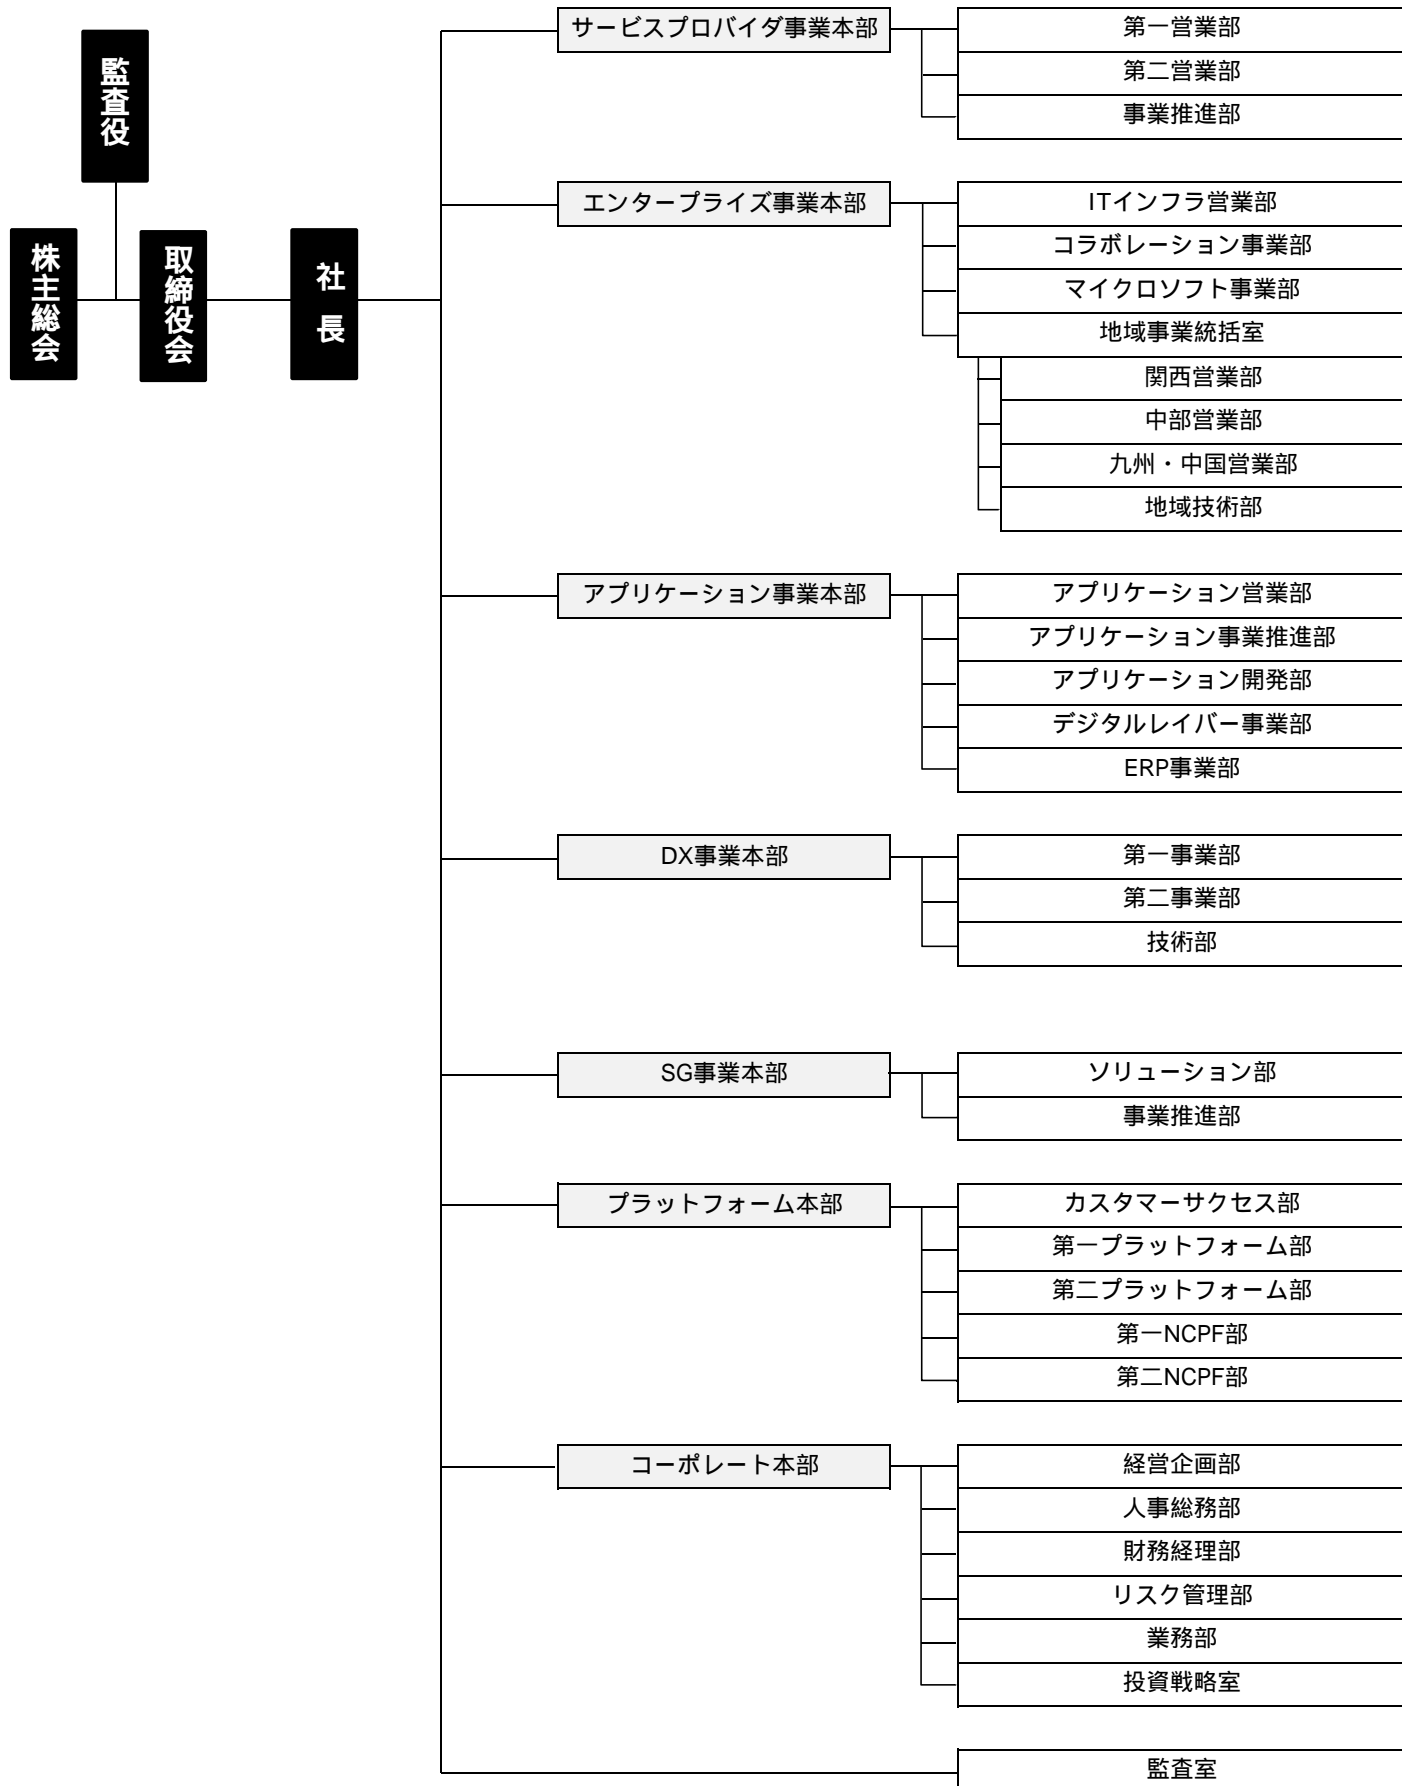 監査役
株主総会
取締役会
社長
サービスプロバイダ事業本部
第一営業部
第二営業部
事業推進部
エンタープライズ事業本部
ITインフラ営業部
コラボレーション事業部
マイクロソフト事業部
地域事業統括室
関西営業部
中部営業部
九州・中国営業部
地域技術部
アプリケーション事業本部
アプリケーション営業部
アプリケーション事業推進部
アプリケーション開発部
デジタルレイバー事業部
ERP事業部
DX事業本部
第一事業部
第二事業部
技術部
SG事業本部
ソリューション部
事業推進部
プラットフォーム本部
カスタマーサクセス部
第一プラットフォーム部
第二プラットフォーム部
第一NCPF部
第二NCPF部
コーポレート本部
経営企画部
人事総務部
財務経理部
リスク管理部
業務部
投資戦略室
監査室